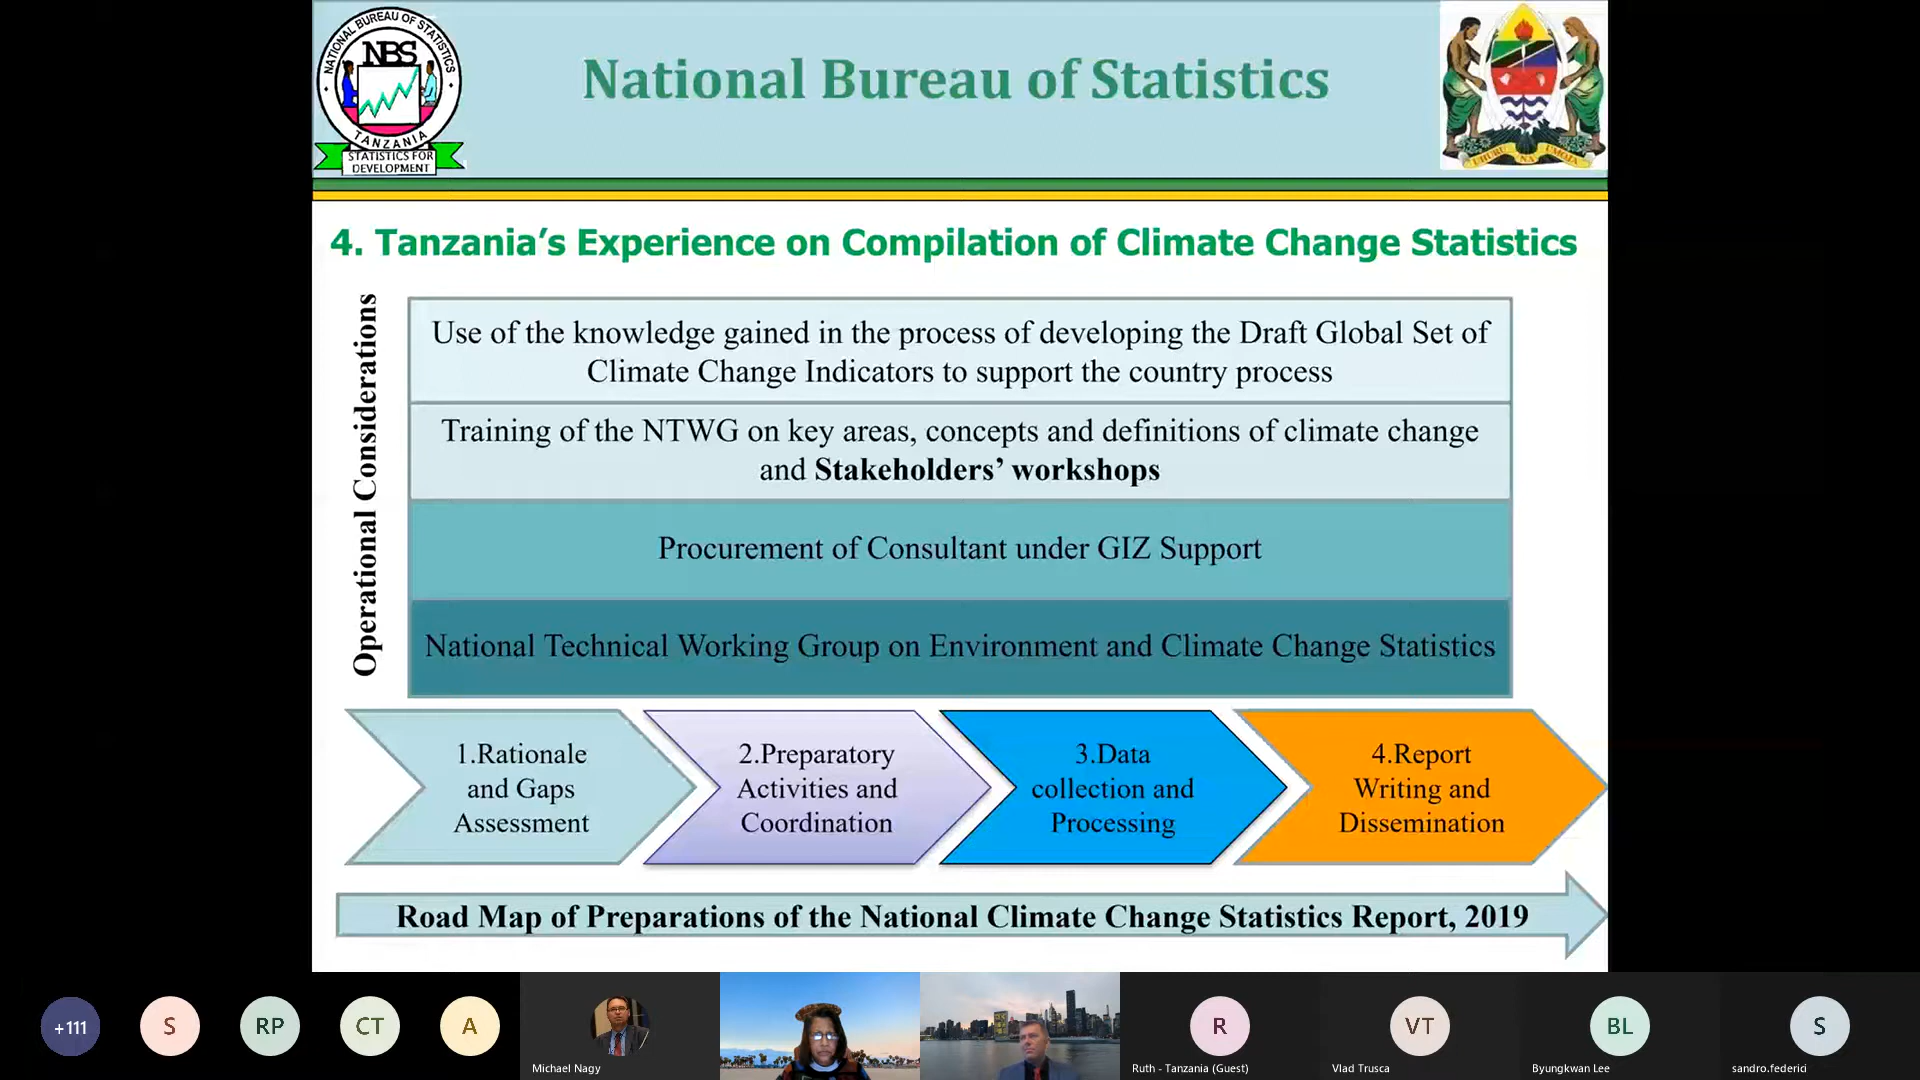 NATIONAL BUREAU OF STATISTICS
NBS
TANZANIA
STATISTICS FOR
DEVELOPMENT
National Bureau of Statistics
UHURU NA UMOJA
4. Tanzania’s Experience on Compilation of Climate Change Statistics
Operational Considerations
Use of the knowledge gained in the process of developing the Draft Global Set of
Climate Change Indicators to support the country process
Training of the NTWG on key areas, concepts and definitions of climate change
and Stakeholders’ workshops
Procurement of Consultant under GIZ Support
National Technical Working Group on Environment and Climate Change Statistics
1.Rationale
and Gaps
Assessment
2.Preparatory
Activities and
Coordination
3.Data
collection and
Processing
4.Report
Writing and
Dissemination
Road Map of Preparations of the National Climate Change Statistics Report, 2019
+111
S
RP
CT
A
Michael Nagy
R
Ruth - Tanzania (Guest)
VT
Vlad Trusca
BL
Byungkwan Lee
S
sandro.federici